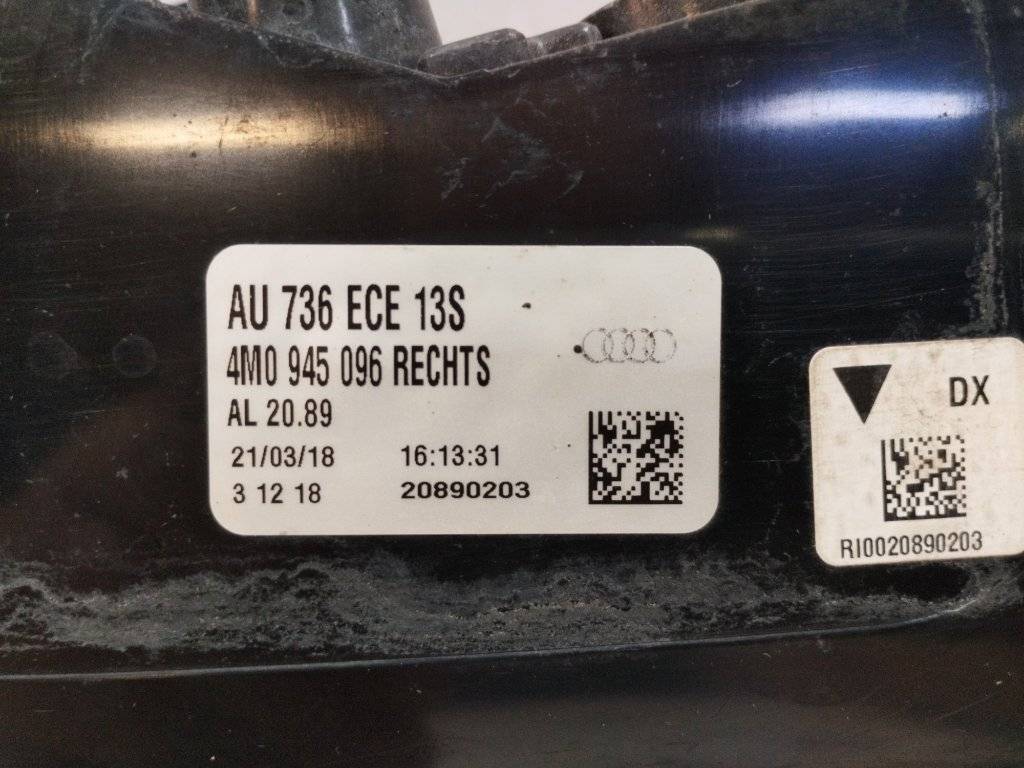 AU 736 ECE 13S
4M0 945 096 RECHTS
AL 20.89
21/03/18 16:13:31
3 12 18 20890203
DX
RI0020890203